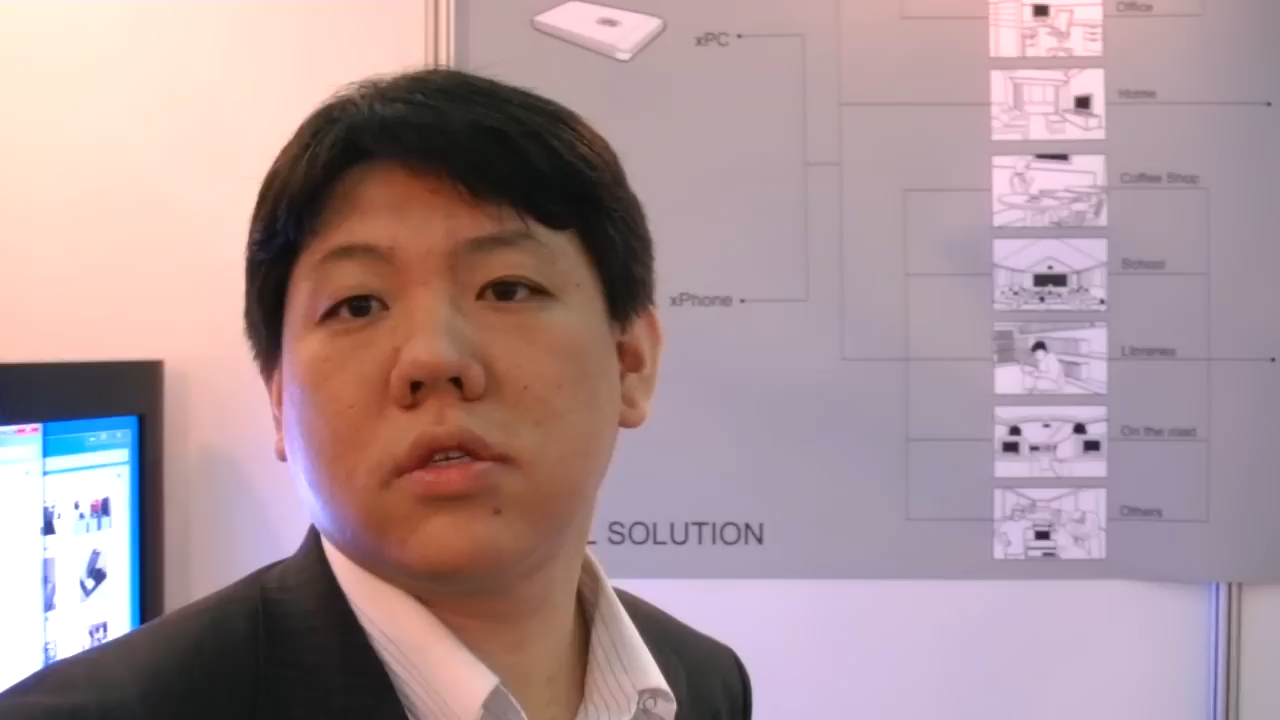 Office
xPC
Home
Coffee Shop
School
xPhone
Libraries
On the road
Others
L SOLUTION